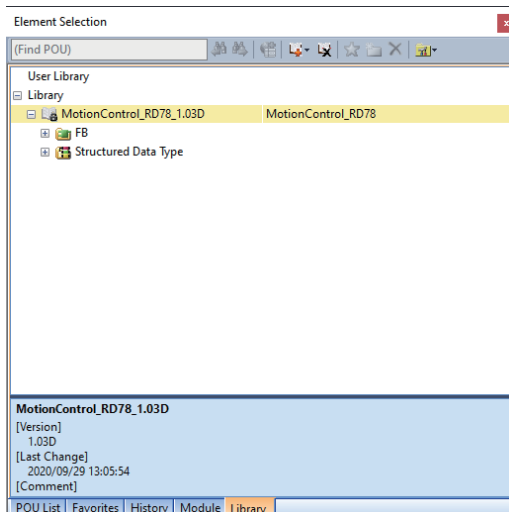 Element Selection
(Find POU)
User Library
Library
MotionControl_RD78_1.03D MotionControl_RD78
FB
Structured Data Type
MotionControl_RD78_1.03D
[Version]
1.03D
[Last Change]
2020/09/29 13:05:54
[Comment]
POU List Favorites History Module Library